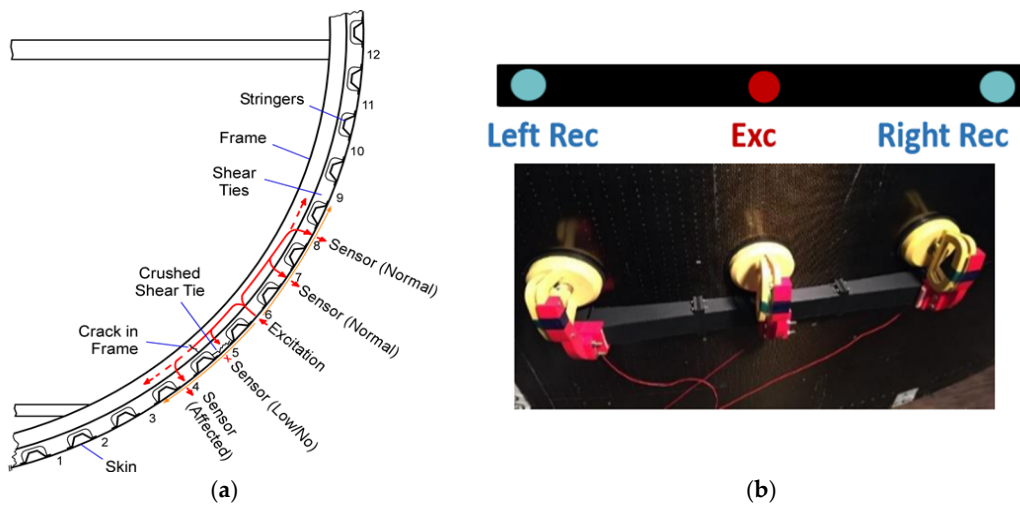 12
Stringers
11
Frame
10
Shear
Ties
9
8
Sensor (Normal)
7
Sensor (Normal)
Crushed
Shear Tie
6
Excitation
Crack in
Frame
5
Sensor (Low/No)
4
Sensor
(Affected)
3
2
1
Skin
(a)
Left Rec
Exc
Right Rec
(b)